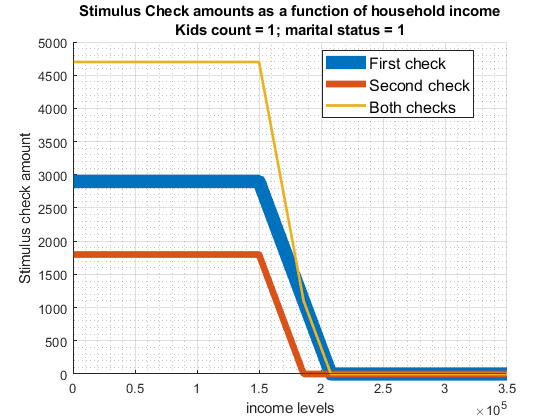 Stimulus Check amounts as a function of household income
Kids count = 1; marital status = 1
First check
Second check
Both checks
Stimulus check amount
5000
4500
4000
3500
3000
2500
2000
1500
1000
500
0
0 0.5 1 1.5 2 2.5 3 3.5
income levels
×10⁵